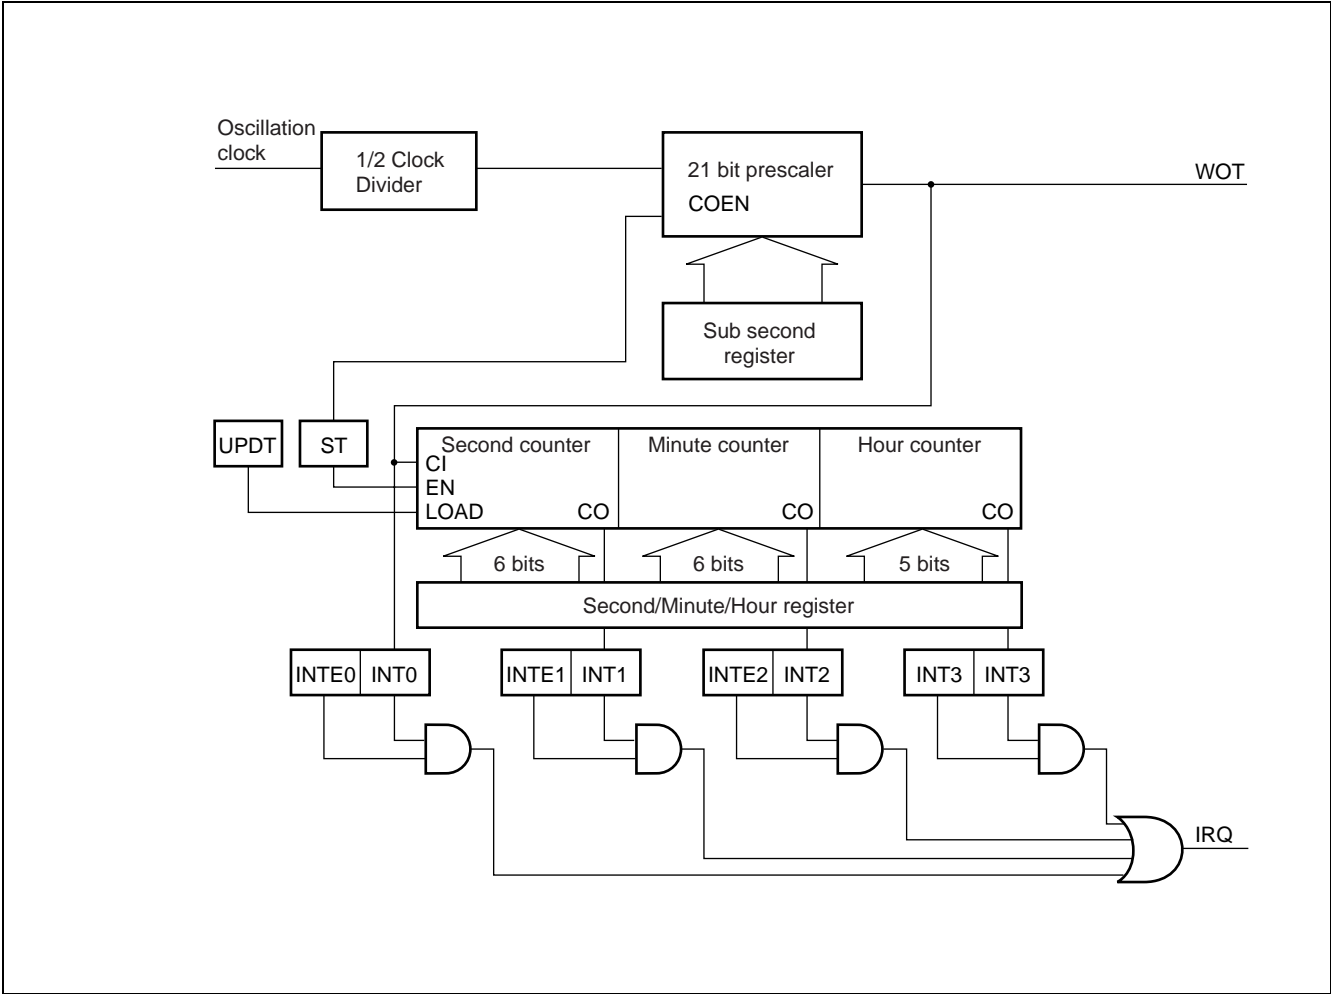 Oscillation
clock
1/2 Clock
Divider
21 bit prescaler
COEN
WOT
Sub second
register
UPDT
ST
Second counter
Minute counter
Hour counter
CI
EN
LOAD
CO
CO
CO
6 bits
6 bits
5 bits
Second/Minute/Hour register
INTE0
INT0
INTE1
INT1
INTE2
INT2
INT3
INT3
IRQ